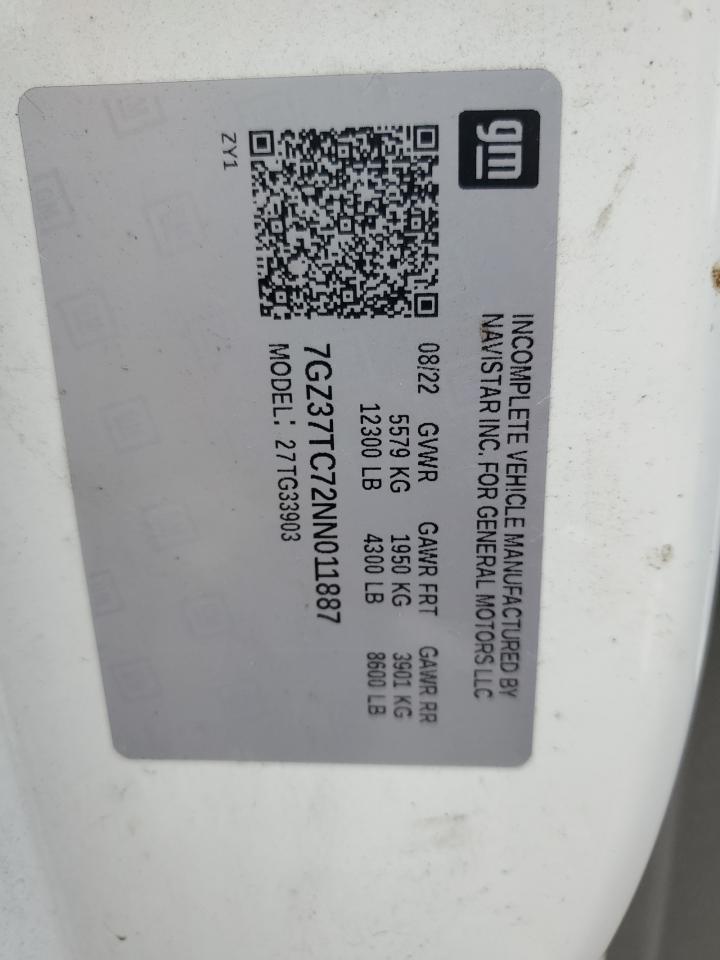 gm
INCOMPLETE VEHICLE MANUFACTURED BY
NAVISTAR INC. FOR GENERAL MOTORS LLC
08/22 GVWR GAWR FRT GAWR RR
5579 KG 1950 KG 3901 KG
12300 LB 4300 LB 8600 LB
7GZ37TC72NN011887
MODEL: 27TG33903
ZY1